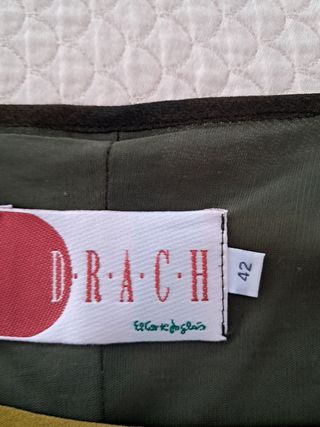 D·R·A·C·H
El Corte Inglés
42